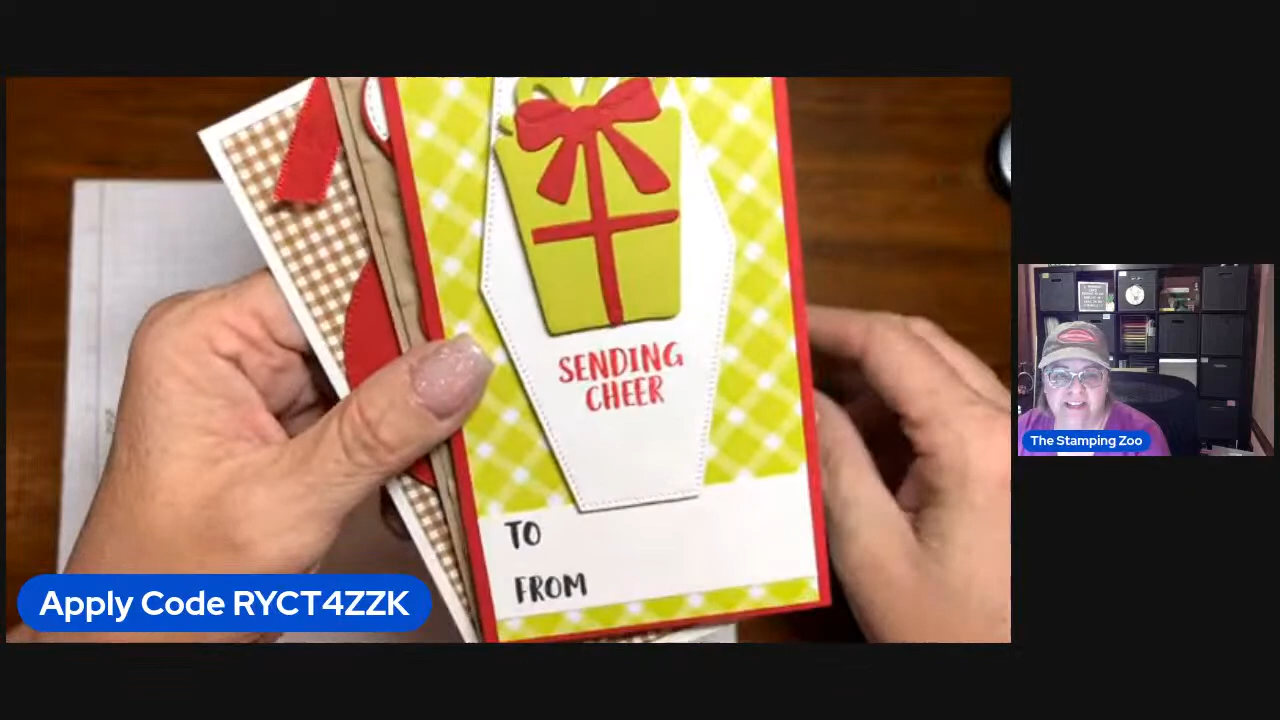 SENDING
CHEER
TO
FROM
Apply Code RYCT4ZZK
The Stamping Zoo